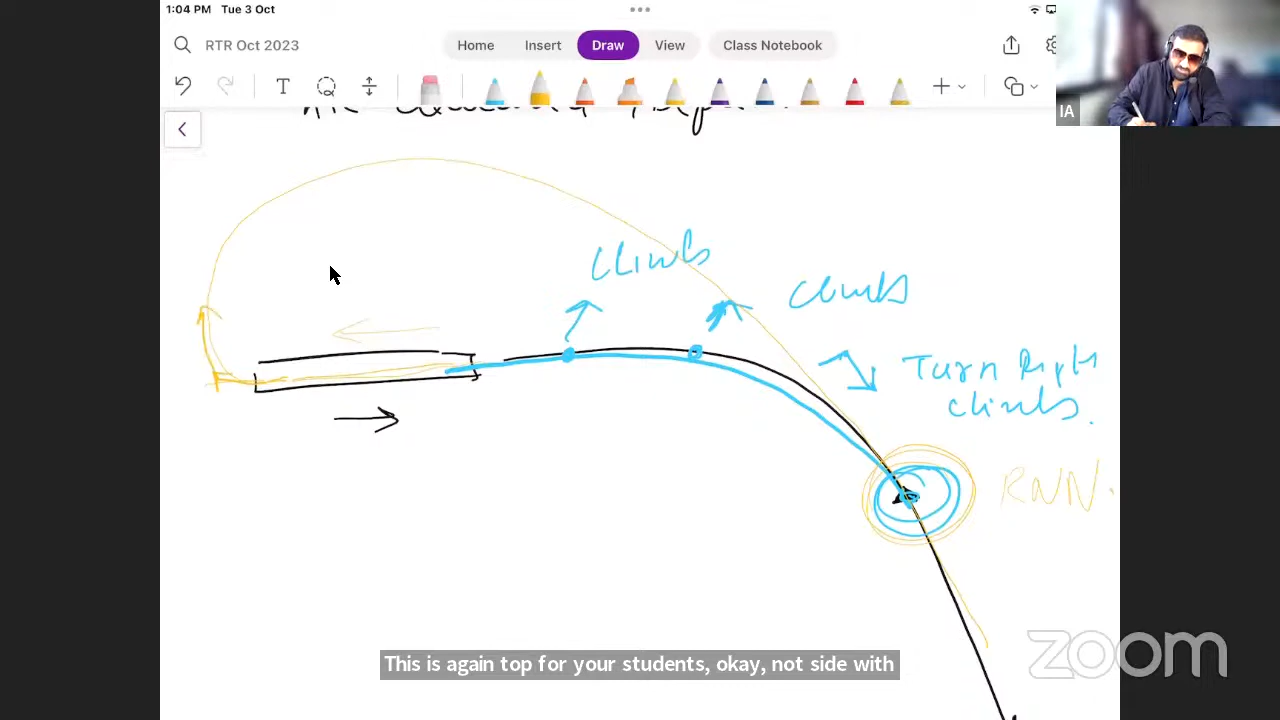 1:04 PM Tue 3 Oct
RTR Oct 2023
Home Insert Draw View Class Notebook
T
IA
Climb
Climb
Turn Right
Climb.
RNN.
This is again top for your students, okay, not side with
zoom